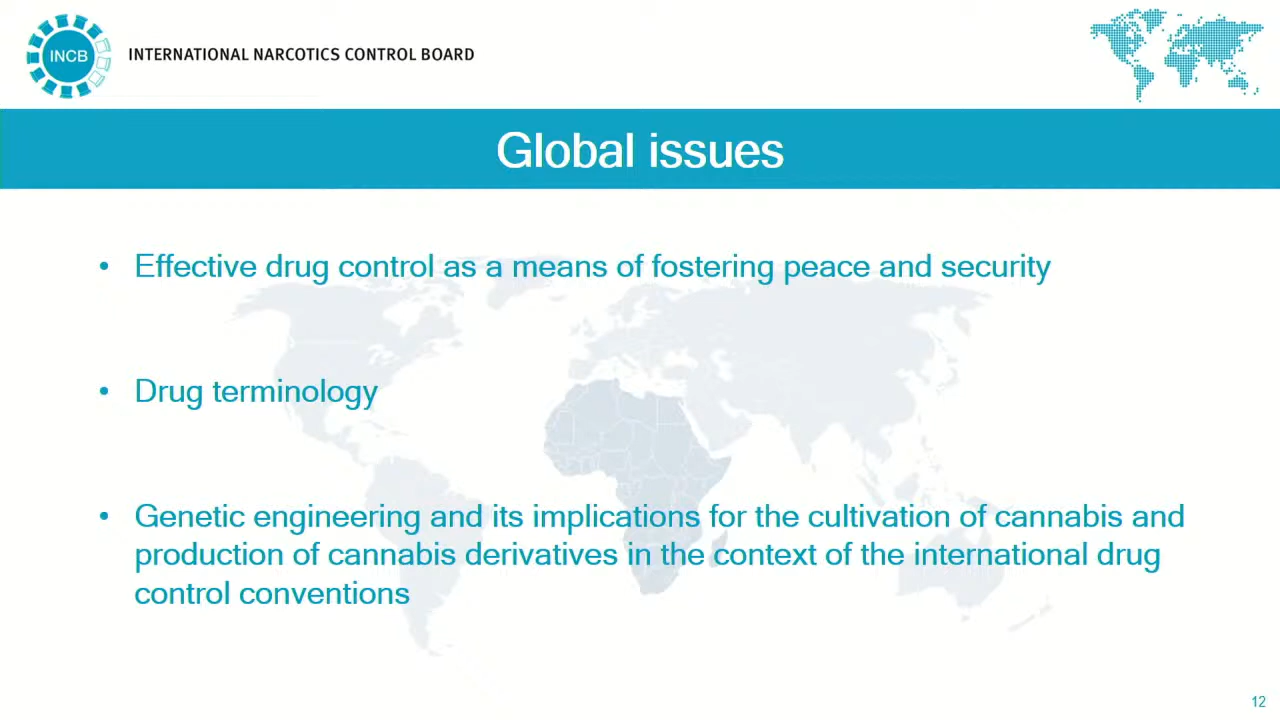 INCB
INTERNATIONAL NARCOTICS CONTROL BOARD
Global issues
• Effective drug control as a means of fostering peace and security
• Drug terminology
• Genetic engineering and its implications for the cultivation of cannabis and
production of cannabis derivatives in the context of the international drug
control conventions
12